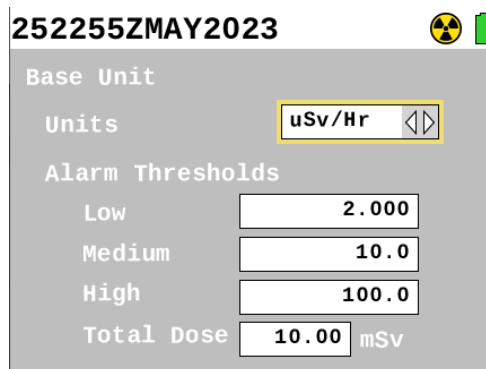 252255ZMAY2023
Base Unit
Units uSv/Hr
Alarm Thresholds
Low 2.000
Medium 10.0
High 100.0
Total Dose 10.00 mSv